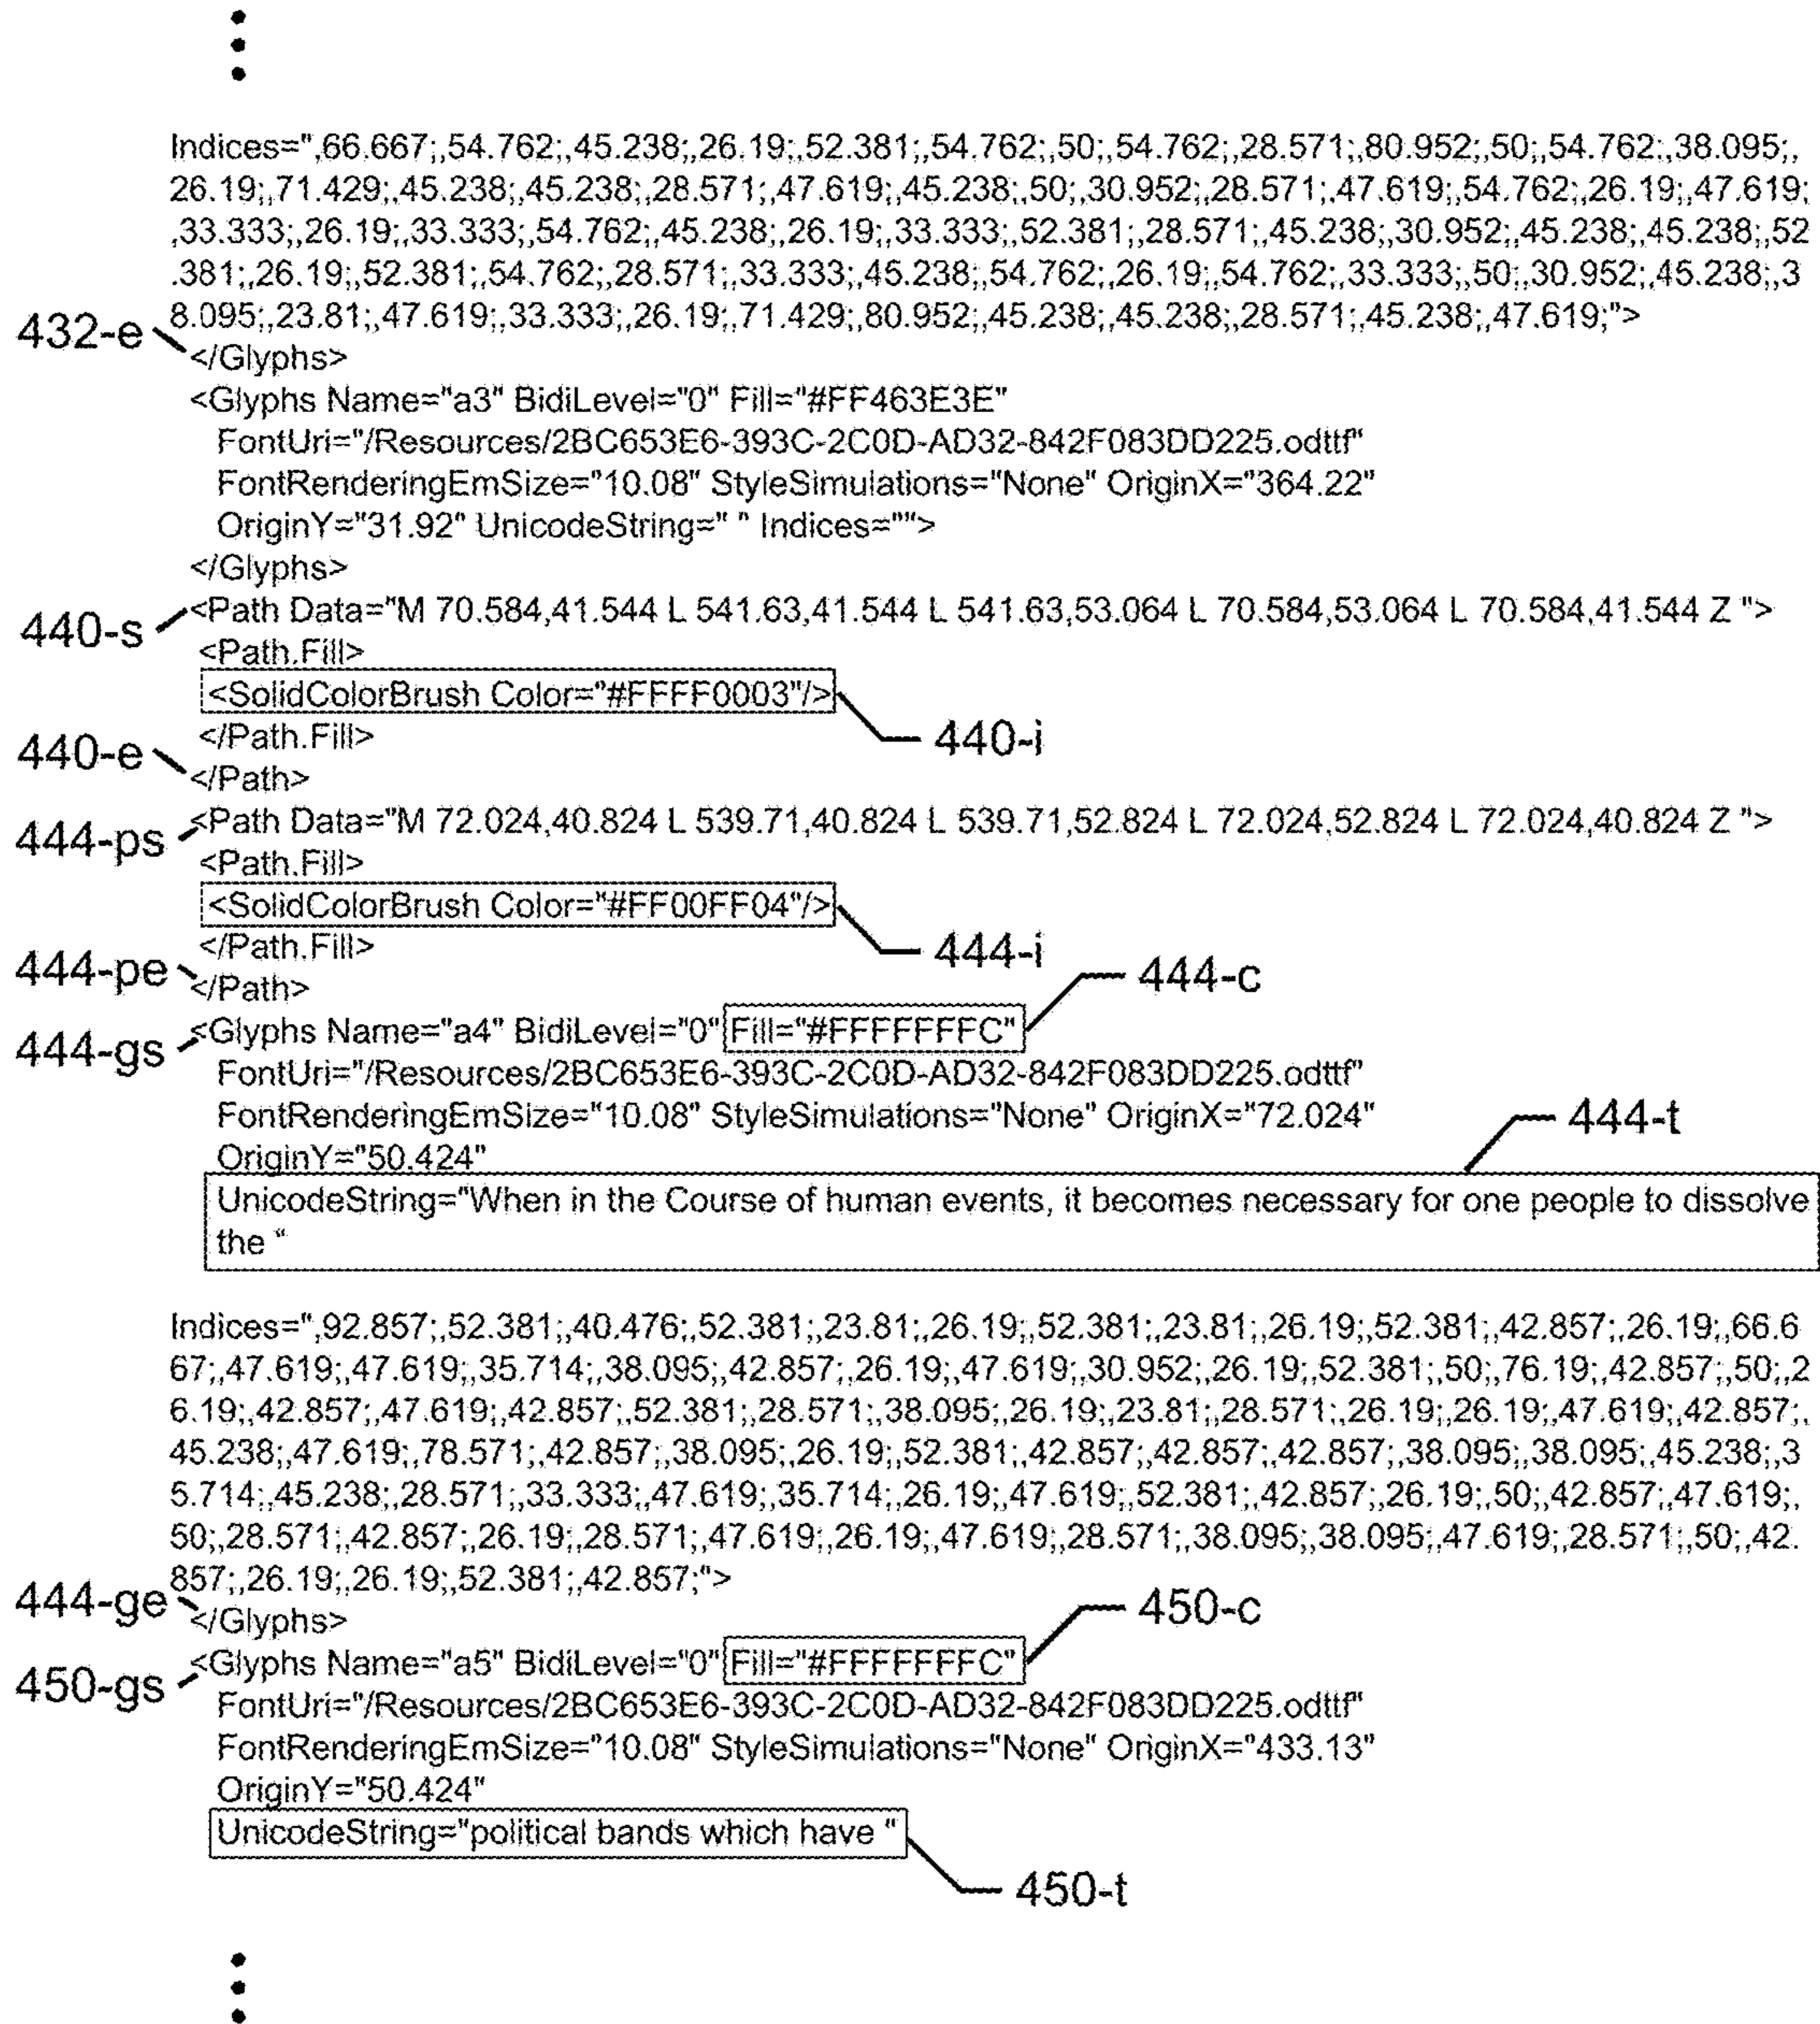 Indices=",66.667;,54.762;,45.238;,26.19;,52.381;,54.762;,50;,54.762;,28.571;,80.952;,50;,54.762;,38.095;,
26.19;,71.429;,45.238;,45.238;,28.571;,47.619;,45.238;,50;,30.952;,28.571;,47.619;,54.762;,26.19;,47.619;
,33.333;,26.19;,33.333;,54.762;,45.238;,26.19;,33.333;,52.381;,28.571;,45.238;,30.952;,45.238;,45.238;,52
.381;,26.19;,52.381;,54.762;,28.571;,33.333;,45.238;,54.762;,26.19;,54.762;,33.333;,50;,30.952;,45.238;,3
8.095;,23.81;,47.619;,33.333;,26.19;,71.429;,80.952;,45.238;,45.238;,28.571;,45.238;,47.619;">
432-e
</Glyphs>
<Glyphs Name="a3" BidiLevel="0" Fill="#FF463E3E"
FontUri="/Resources/2BC653E6-393C-2C0D-AD32-842F083DD225.odttf"
FontRenderingEmSize="10.08" StyleSimulations="None" OriginX="364.22"
OriginY="31.92" UnicodeString=" " Indices="">
</Glyphs>
440-s <Path Data="M 70.584,41.544 L 541.63,41.544 L 541.63,53.064 L 70.584,53.064 L 70.584,41.544 Z ">
<Path.Fill>
<SolidColorBrush Color="#FFFF0003"/>
</Path.Fill> 440-i
440-e
</Path>
444-ps <Path Data="M 72.024,40.824 L 539.71,40.824 L 539.71,52.824 L 72.024,52.824 L 72.024,40.824 Z ">
<Path.Fill>
<SolidColorBrush Color="#FF00FF04"/>
</Path.Fill> 444-i
444-pe </Path> 444-c
444-gs <Glyphs Name="a4" BidiLevel="0" Fill="#FFFFFFFC"
FontUri="/Resources/2BC653E6-393C-2C0D-AD32-842F083DD225.odttf"
FontRenderingEmSize="10.08" StyleSimulations="None" OriginX="72.024"
444-t
OriginY="50.424"
UnicodeString="When in the Course of human events, it becomes necessary for one people to dissolve
the "
Indices=",92.857;,52.381;,40.476;,52.381;,23.81;,26.19;,52.381;,23.81;,26.19;,52.381;,42.857;,26.19;,66.6
67;,47.619;,47.619;,35.714;,38.095;,42.857;,26.19;,47.619;,30.952;,26.19;,52.381;,50;,76.19;,42.857;,50;,2
6.19;,42.857;,47.619;,42.857;,52.381;,28.571;,38.095;,26.19;,23.81;,28.571;,26.19;,26.19;,47.619;,42.857;,
45.238;,47.619;,78.571;,42.857;,38.095;,26.19;,52.381;,42.857;,42.857;,42.857;,38.095;,38.095;,45.238;,3
5.714;,45.238;,28.571;,33.333;,47.619;,35.714;,26.19;,47.619;,52.381;,42.857;,26.19;,50;,42.857;,47.619;,
50;,28.571;,42.857;,26.19;,28.571;,47.619;,26.19;,47.619;,28.571;,38.095;,38.095;,47.619;,28.571;,50;,42.
857;,26.19;,26.19;,52.381;,42.857;">
444-ge </Glyphs> 450-c
450-gs <Glyphs Name="a5" BidiLevel="0" Fill="#FFFFFFFC"
FontUri="/Resources/2BC653E6-393C-2C0D-AD32-842F083DD225.odttf"
FontRenderingEmSize="10.08" StyleSimulations="None" OriginX="433.13"
OriginY="50.424"
UnicodeString="political bands which have "
450-t